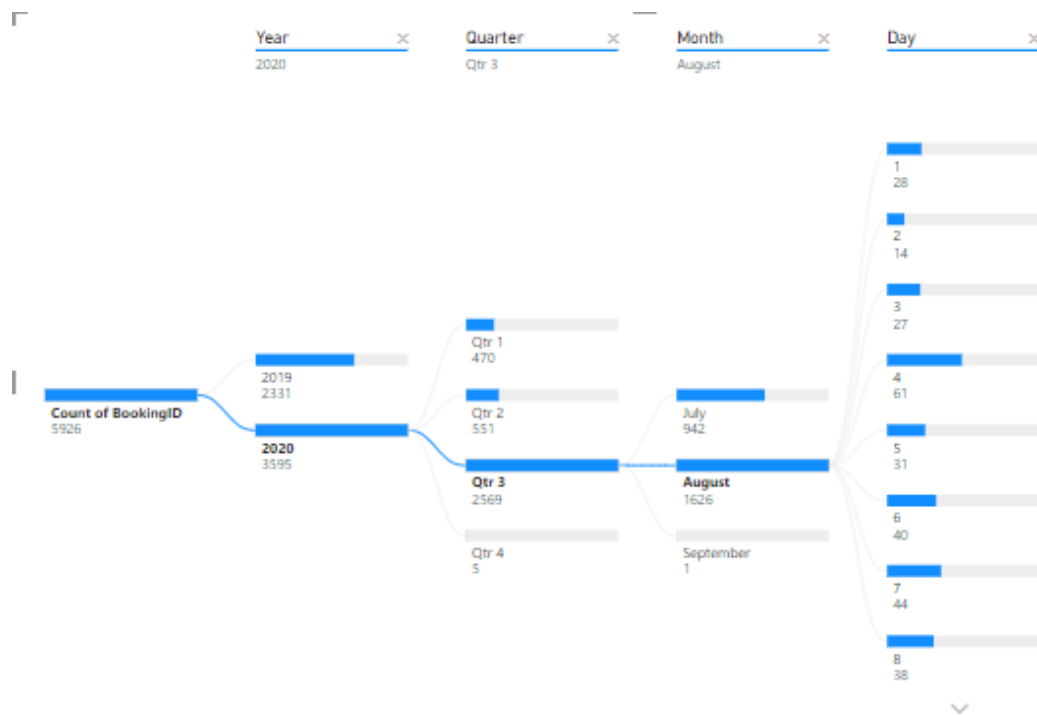 Year
2020
Quarter
Qtr 3
Month
August
Day
Count of BookingID
5926
2019
2331
2020
3595
Qtr 1
470
Qtr 2
551
Qtr 3
2569
Qtr 4
5
July
942
August
1626
September
1
1
28
2
14
3
27
4
61
5
31
6
40
7
44
8
38